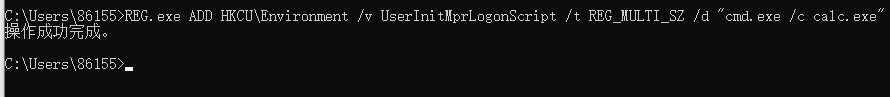 C:\Users\86155>REG.exe ADD HKCU\Environment /v UserInitMprLogonScript /t REG_MULTI_SZ /d "cmd.exe /c calc.exe"
操作成功完成。
C:\Users\86155>